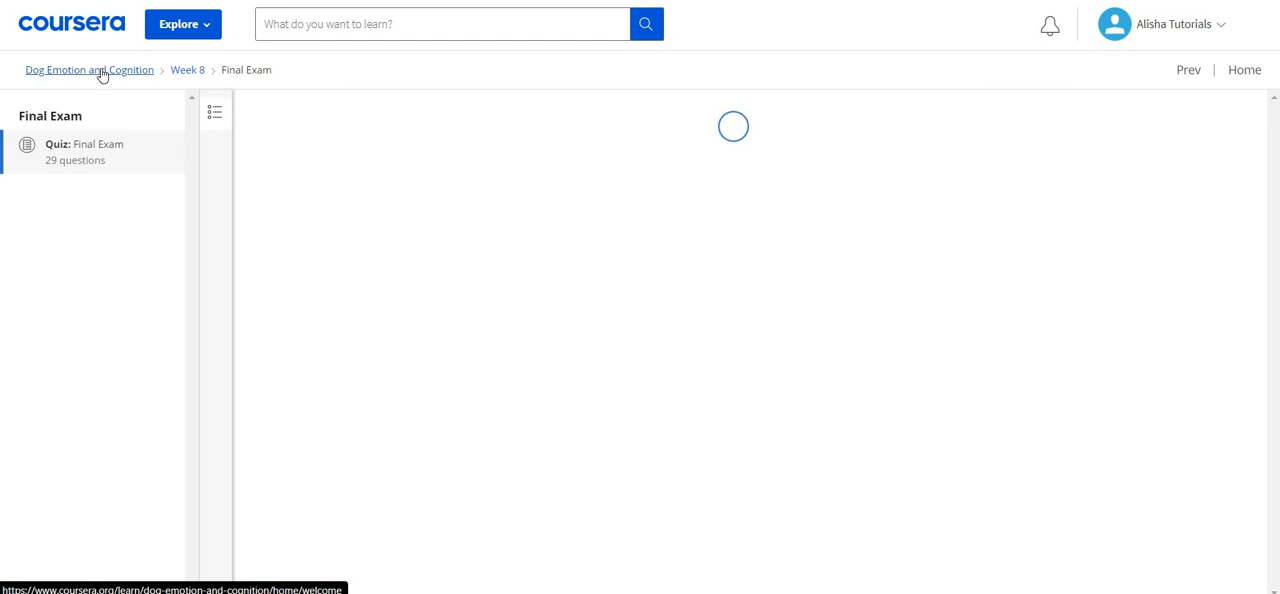 coursera
Explore
What do you want to learn?
Alisha Tutorials
Dog Emotion and Cognition > Week 8 > Final Exam
Prev | Home
Final Exam
Quiz: Final Exam
29 questions
https://www.coursera.org/learn/dog-emotion-and-cognition/home/welcome